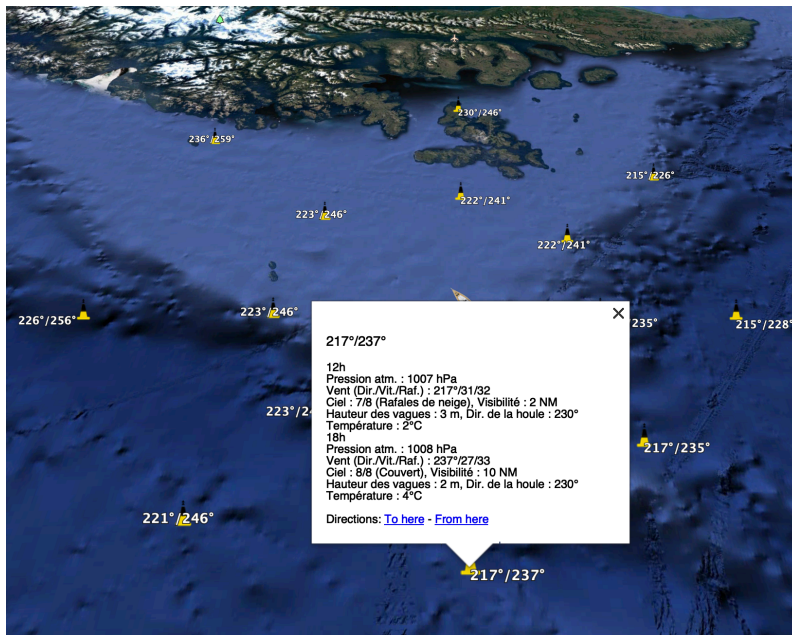 230°/246°
236°/259°
215°/226°
222°/241°
223°/246°
222°/241°
223°/246°
226°/256°
235°
215°/228°
217°/237°
12h
Pression atm. : 1007 hPa
Vent (Dir./Vit./Raf.) : 217°/31/32
Ciel : 7/8 (Rafales de neige), Visibilité : 2 NM
Hauteur des vagues : 3 m, Dir. de la houle : 230°
Température : 2°C
18h
Pression atm. : 1008 hPa
Vent (Dir./Vit./Raf.) : 237°/27/33
Ciel : 8/8 (Couvert), Visibilité : 10 NM
Hauteur des vagues : 2 m, Dir. de la houle : 230°
Température : 4°C
Directions: To here - From here
223°/24
217°/235°
221°/246°
217°/237°